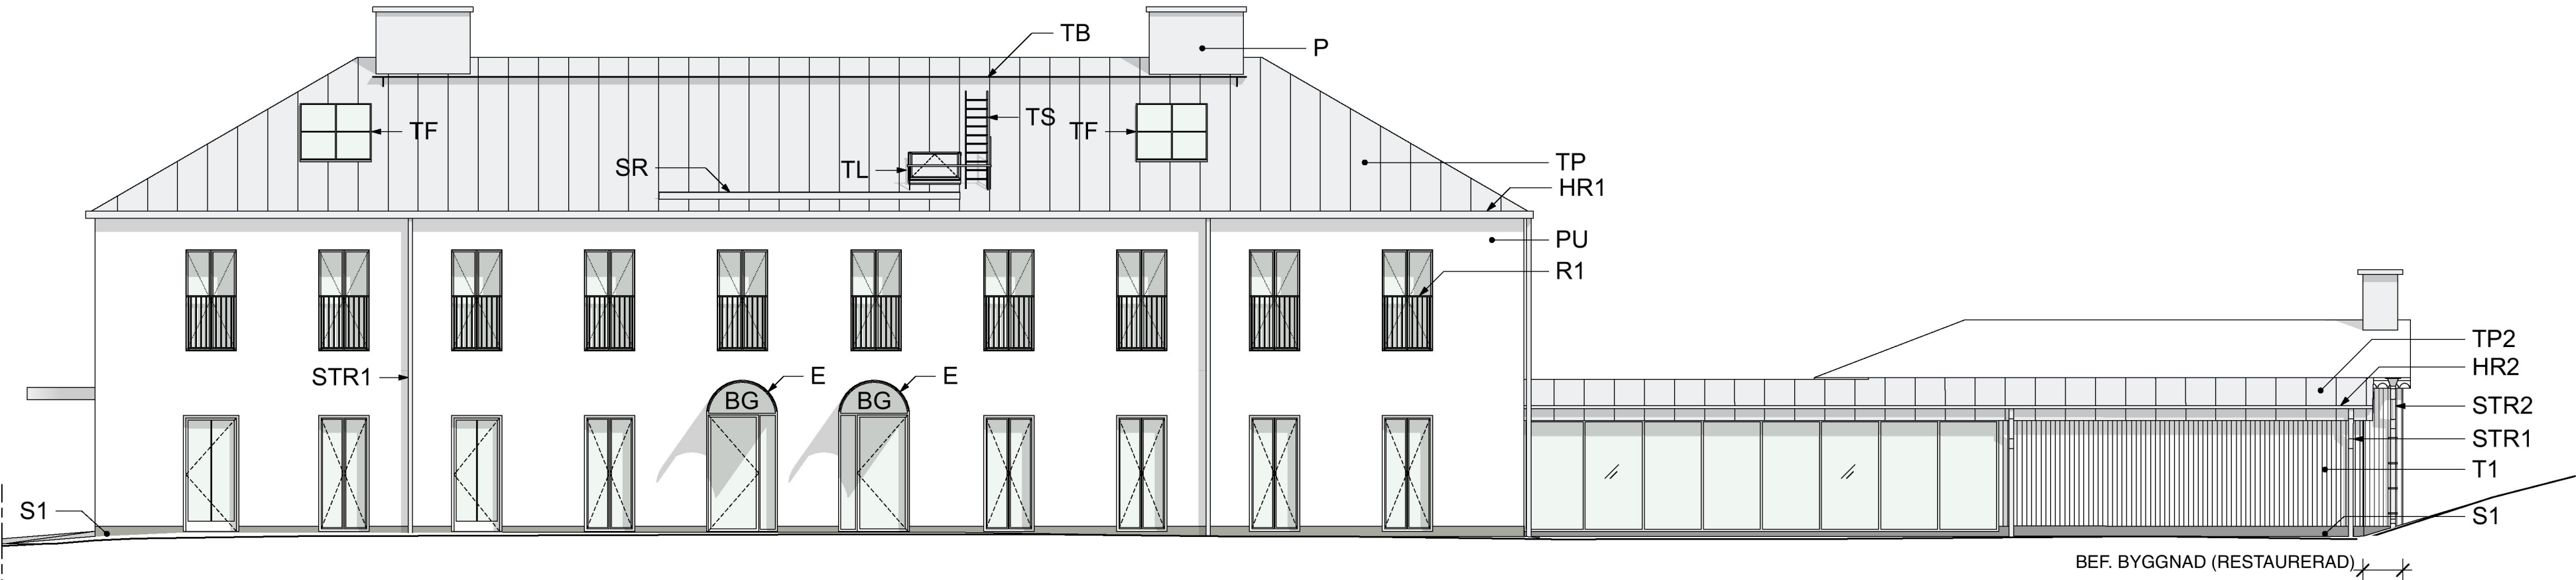 TB
P
TF
TS
TF
SR
TL
TP
HR1
PU
R1
STR1
E
E
BG
BG
TP2
HR2
STR2
STR1
T1
S1
S1
BEF. BYGGNAD (RESTAURERAD)